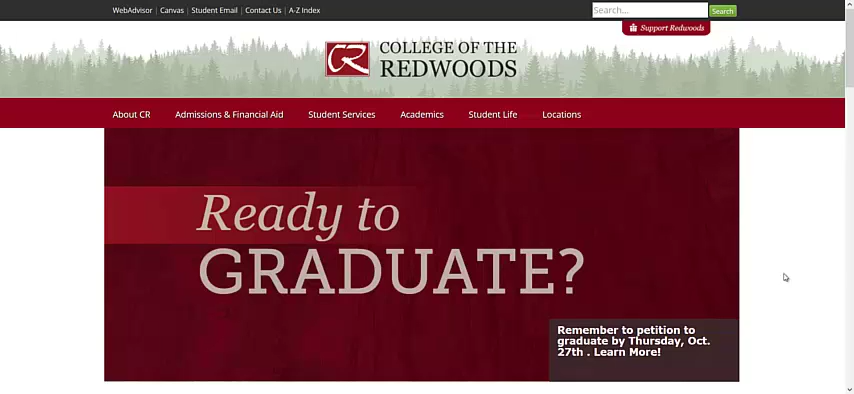 WebAdvisor | Canvas | Student Email | Contact Us | A-Z Index
Search...
Search
Support Redwoods
CR
COLLEGE OF THE
REDWOODS
About CR
Admissions & Financial Aid
Student Services
Academics
Student Life
Locations
Ready to
GRADUATE?
Remember to petition to
graduate by Thursday, Oct.
27th . Learn More!